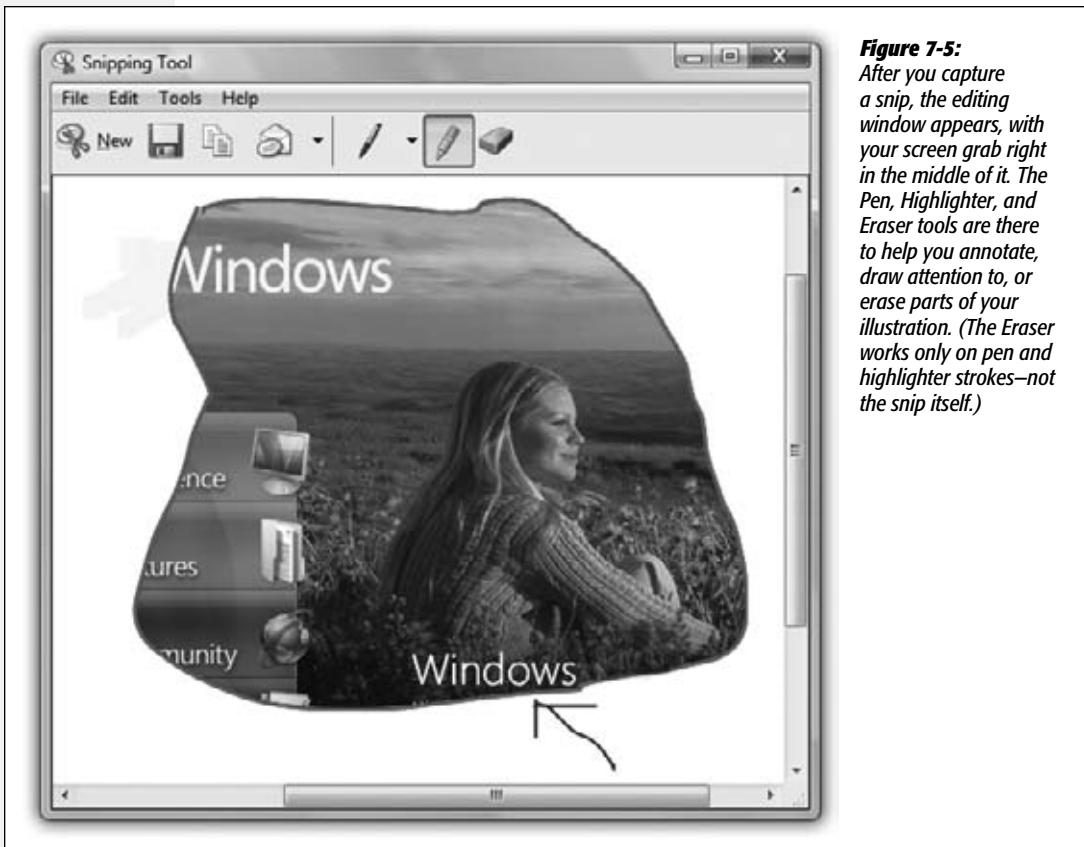 Snipping Tool
File Edit Tools Help
New
Windows
ence
tures
munity
Windows
Figure 7-5:
After you capture
a snip, the editing
window appears, with
your screen grab right
in the middle of it. The
Pen, Highlighter, and
Eraser tools are there
to help you annotate,
draw attention to, or
erase parts of your
illustration. (The Eraser
works only on pen and
highlighter strokes—not
the snip itself.)